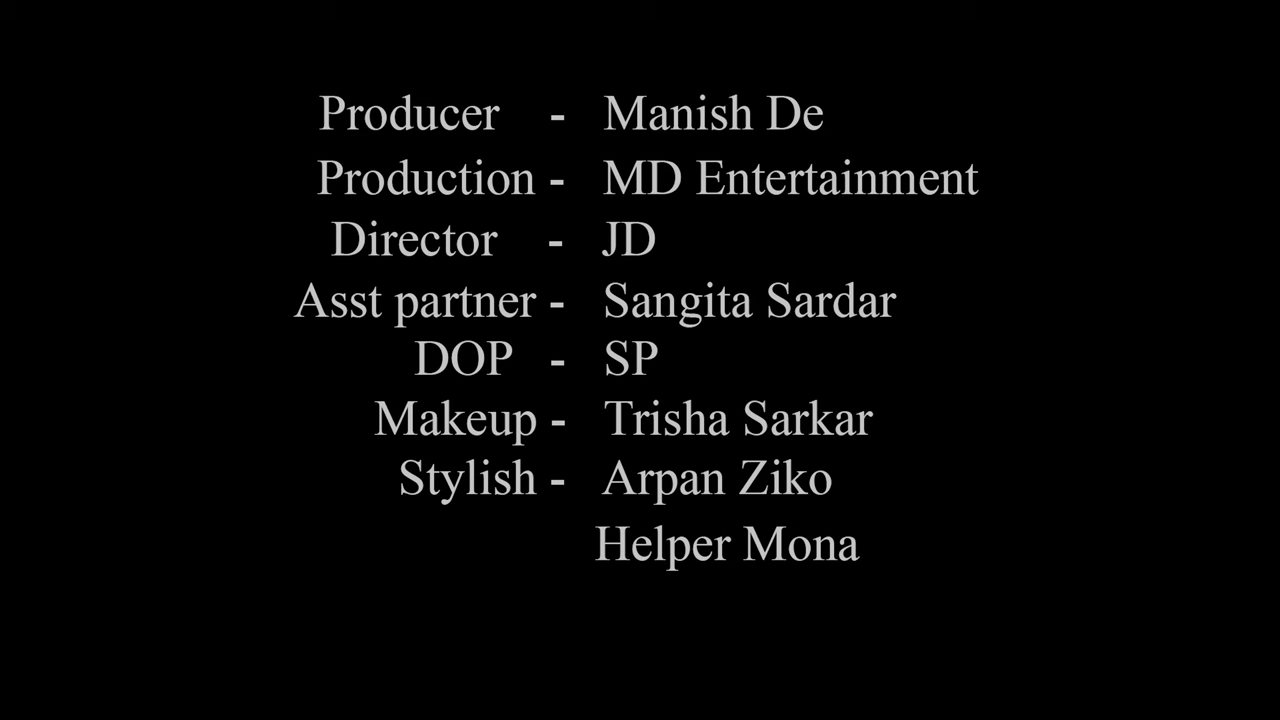 Producer - Manish De
Production - MD Entertainment
Director - JD
Asst partner - Sangita Sardar
DOP - SP
Makeup - Trisha Sarkar
Stylish - Arpan Ziko
Helper Mona